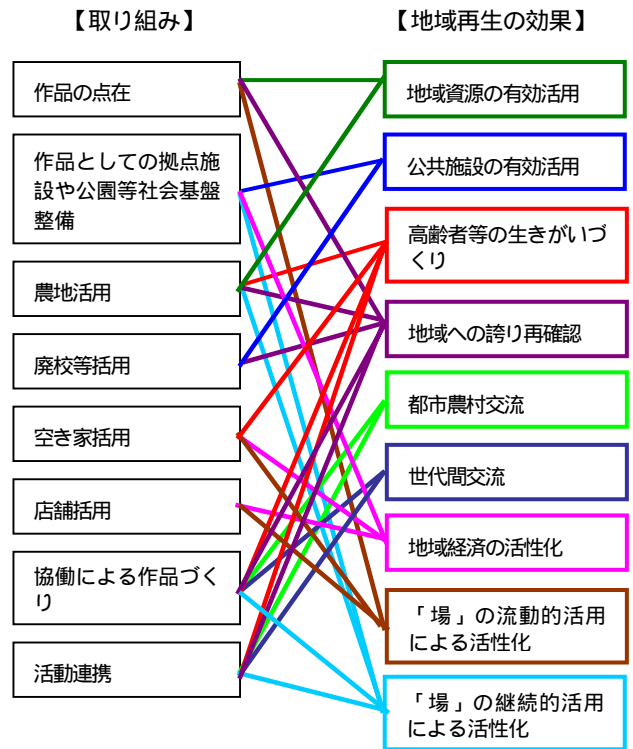 【取り組み】
【地域再生の効果】
作品の点在
作品としての拠点施
設や公園等社会基盤
整備
農地活用
廃校等括用
空き家括用
店舗括用
協働による作品づく
り
活動連携
地域資源の有効活用
公共施設の有効活用
高齢者等の生きがいづ
くり
地域への誇り再確認
都市農村交流
世代間交流
地域経済の活性化
「場」の流動的活用
による活性化
「場」の継続的活用
による活性化